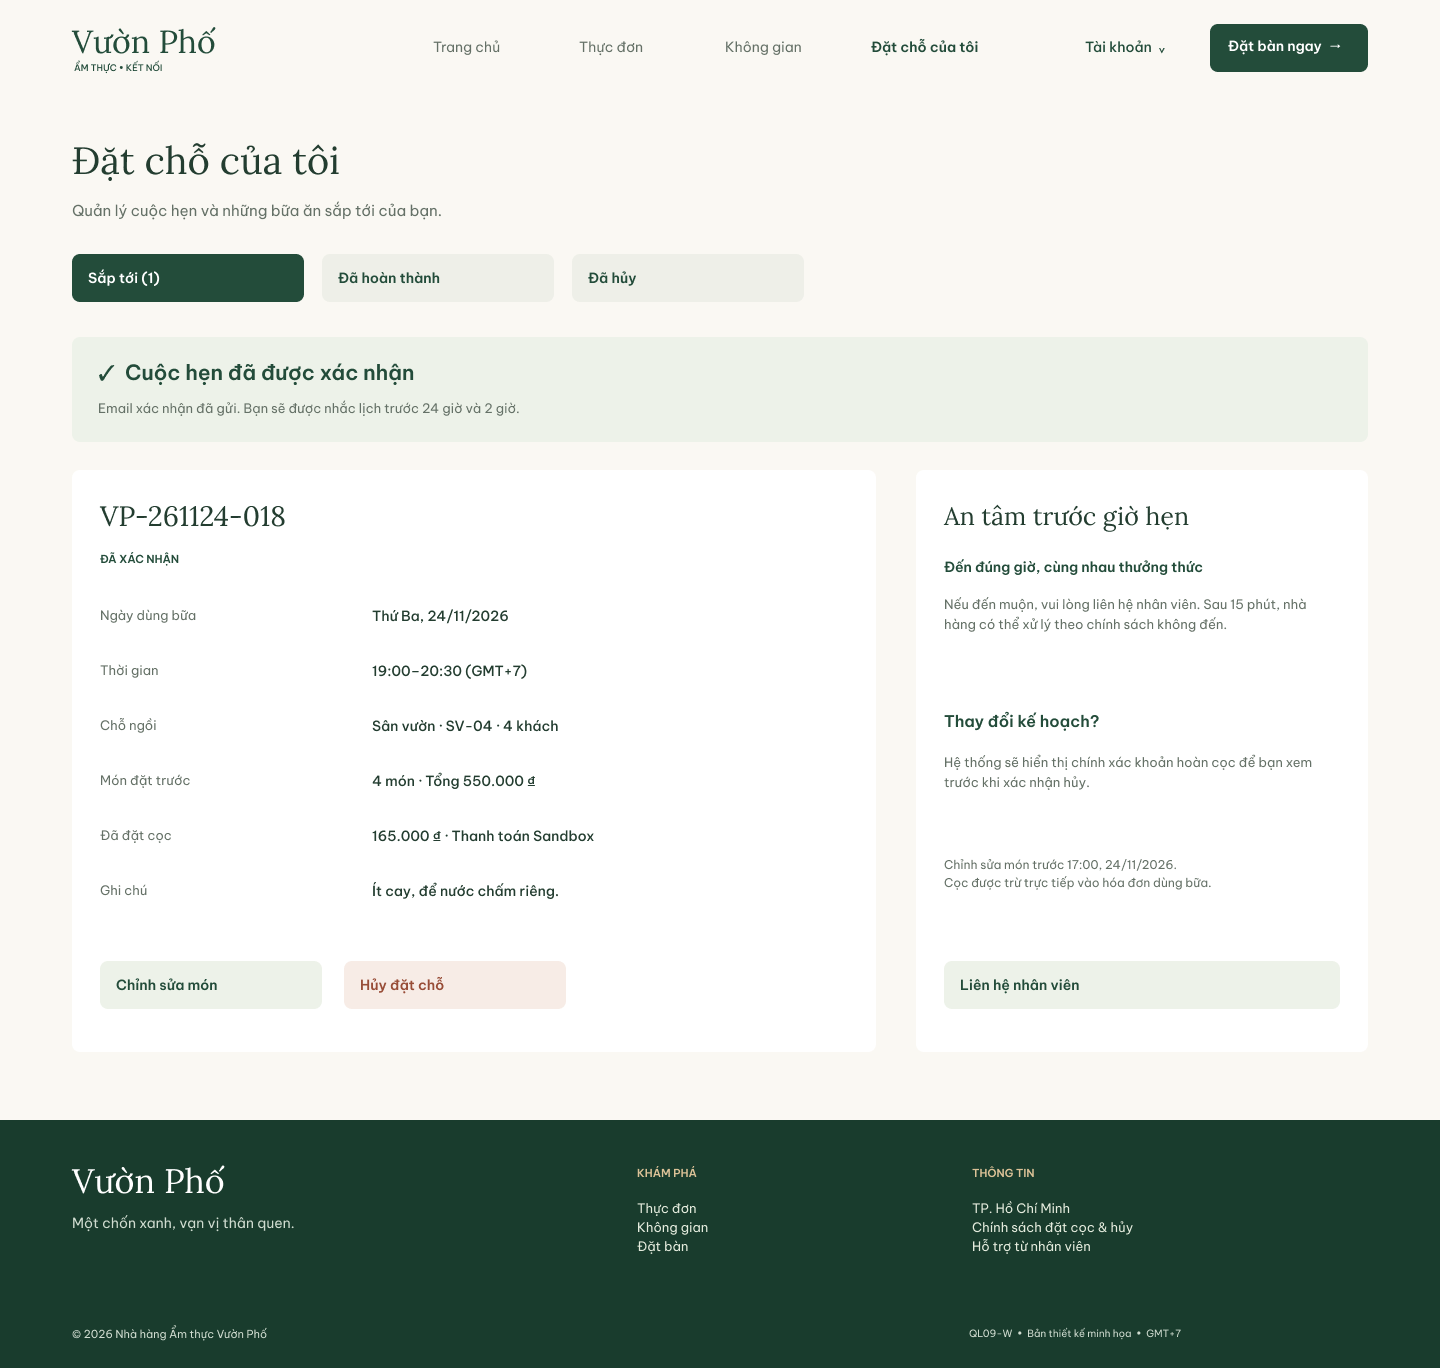 Vườn Phố
ẨM THỰC • KẾT NỐI
Trang chủ
Thực đơn
Không gian
Đặt chỗ của tôi
Tài khoản ˅
Đặt bàn ngay →
Đặt chỗ của tôi
Quản lý cuộc hẹn và những bữa ăn sắp tới của bạn.
Sắp tới (1)
Đã hoàn thành
Đã hủy
✓ Cuộc hẹn đã được xác nhận
Email xác nhận đã gửi. Bạn sẽ được nhắc lịch trước 24 giờ và 2 giờ.
VP-261124-018
ĐÃ XÁC NHẬN
Ngày dùng bữa
Thứ Ba, 24/11/2026
Thời gian
19:00–20:30 (GMT+7)
Chỗ ngồi
Sân vườn · SV-04 · 4 khách
Món đặt trước
4 món · Tổng 550.000 ₫
Đã đặt cọc
165.000 ₫ · Thanh toán Sandbox
Ghi chú
Ít cay, để nước chấm riêng.
Chỉnh sửa món
Hủy đặt chỗ
An tâm trước giờ hẹn
Đến đúng giờ, cùng nhau thưởng thức
Nếu đến muộn, vui lòng liên hệ nhân viên. Sau 15 phút, nhà
hàng có thể xử lý theo chính sách không đến.
Thay đổi kế hoạch?
Hệ thống sẽ hiển thị chính xác khoản hoàn cọc để bạn xem
trước khi xác nhận hủy.
Chỉnh sửa món trước 17:00, 24/11/2026.
Cọc được trừ trực tiếp vào hóa đơn dùng bữa.
Liên hệ nhân viên
Vườn Phố
Một chốn xanh, vạn vị thân quen.
KHÁM PHÁ
Thực đơn
Không gian
Đặt bàn
THÔNG TIN
TP. Hồ Chí Minh
Chính sách đặt cọc & hủy
Hỗ trợ từ nhân viên
© 2026 Nhà hàng Ẩm thực Vườn Phố
QL09-W • Bản thiết kế minh họa • GMT+7